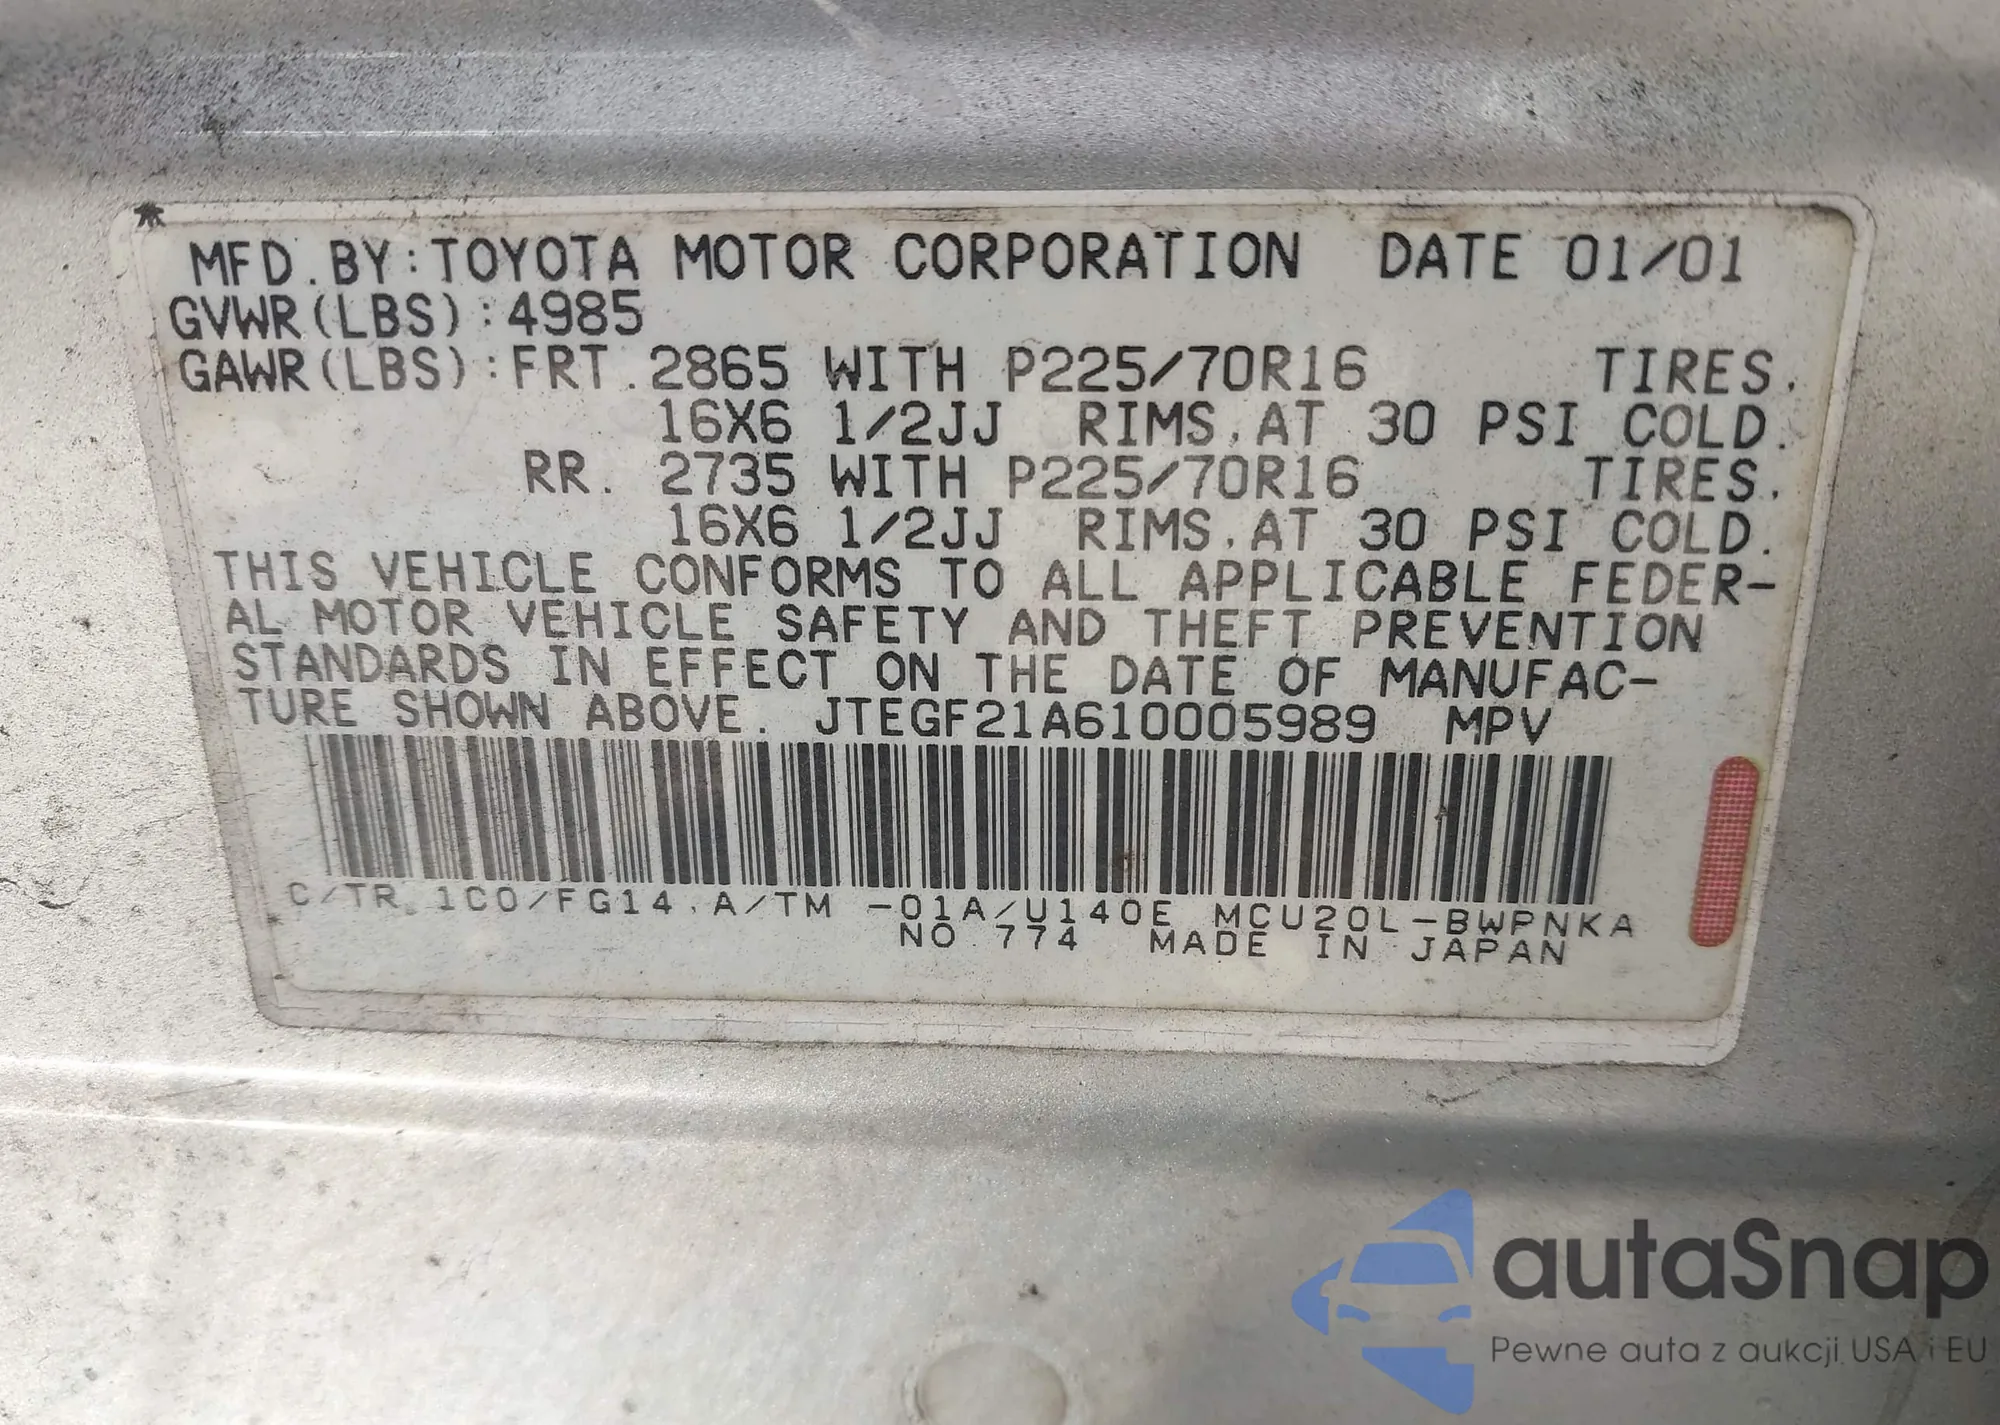 MFD.BY:TOYOTA MOTOR CORPORATION DATE 01/01
GVWR(LBS):4985
GAWR(LBS):FRT.2865 WITH P225/70R16 TIRES.
16X6 1/2JJ RIMS.AT 30 PSI COLD.
RR. 2735 WITH P225/70R16 TIRES.
16X6 1/2JJ RIMS.AT 30 PSI COLD.
THIS VEHICLE CONFORMS TO ALL APPLICABLE FEDER-
AL MOTOR VEHICLE SAFETY AND THEFT PREVENTION
STANDARDS IN EFFECT ON THE DATE OF MANUFAC-
TURE SHOWN ABOVE. JTEGF21A610005989 MPV
C/TR.1C0/FG14.A/TM -01A/U140E MCU20L-BWPNKA
NO.774 MADE IN JAPAN
autaSnap
Pewne auta z aukcji USA i EU